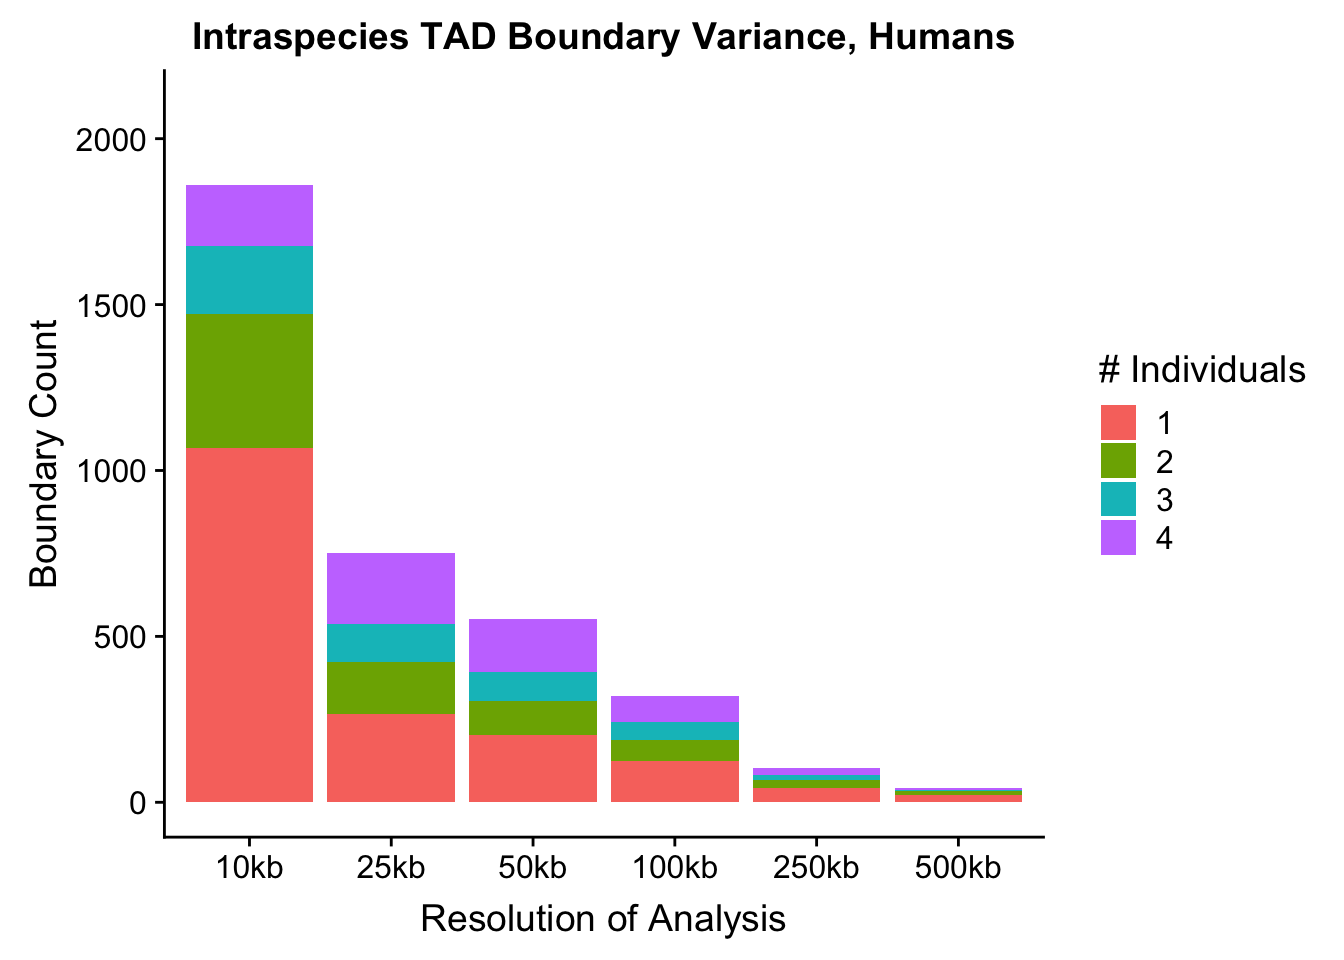 Intraspecies TAD Boundary Variance, Humans
Boundary Count
2000
1500
1000
500
0
10kb 25kb 50kb 100kb 250kb 500kb
Resolution of Analysis
# Individuals
1
2
3
4